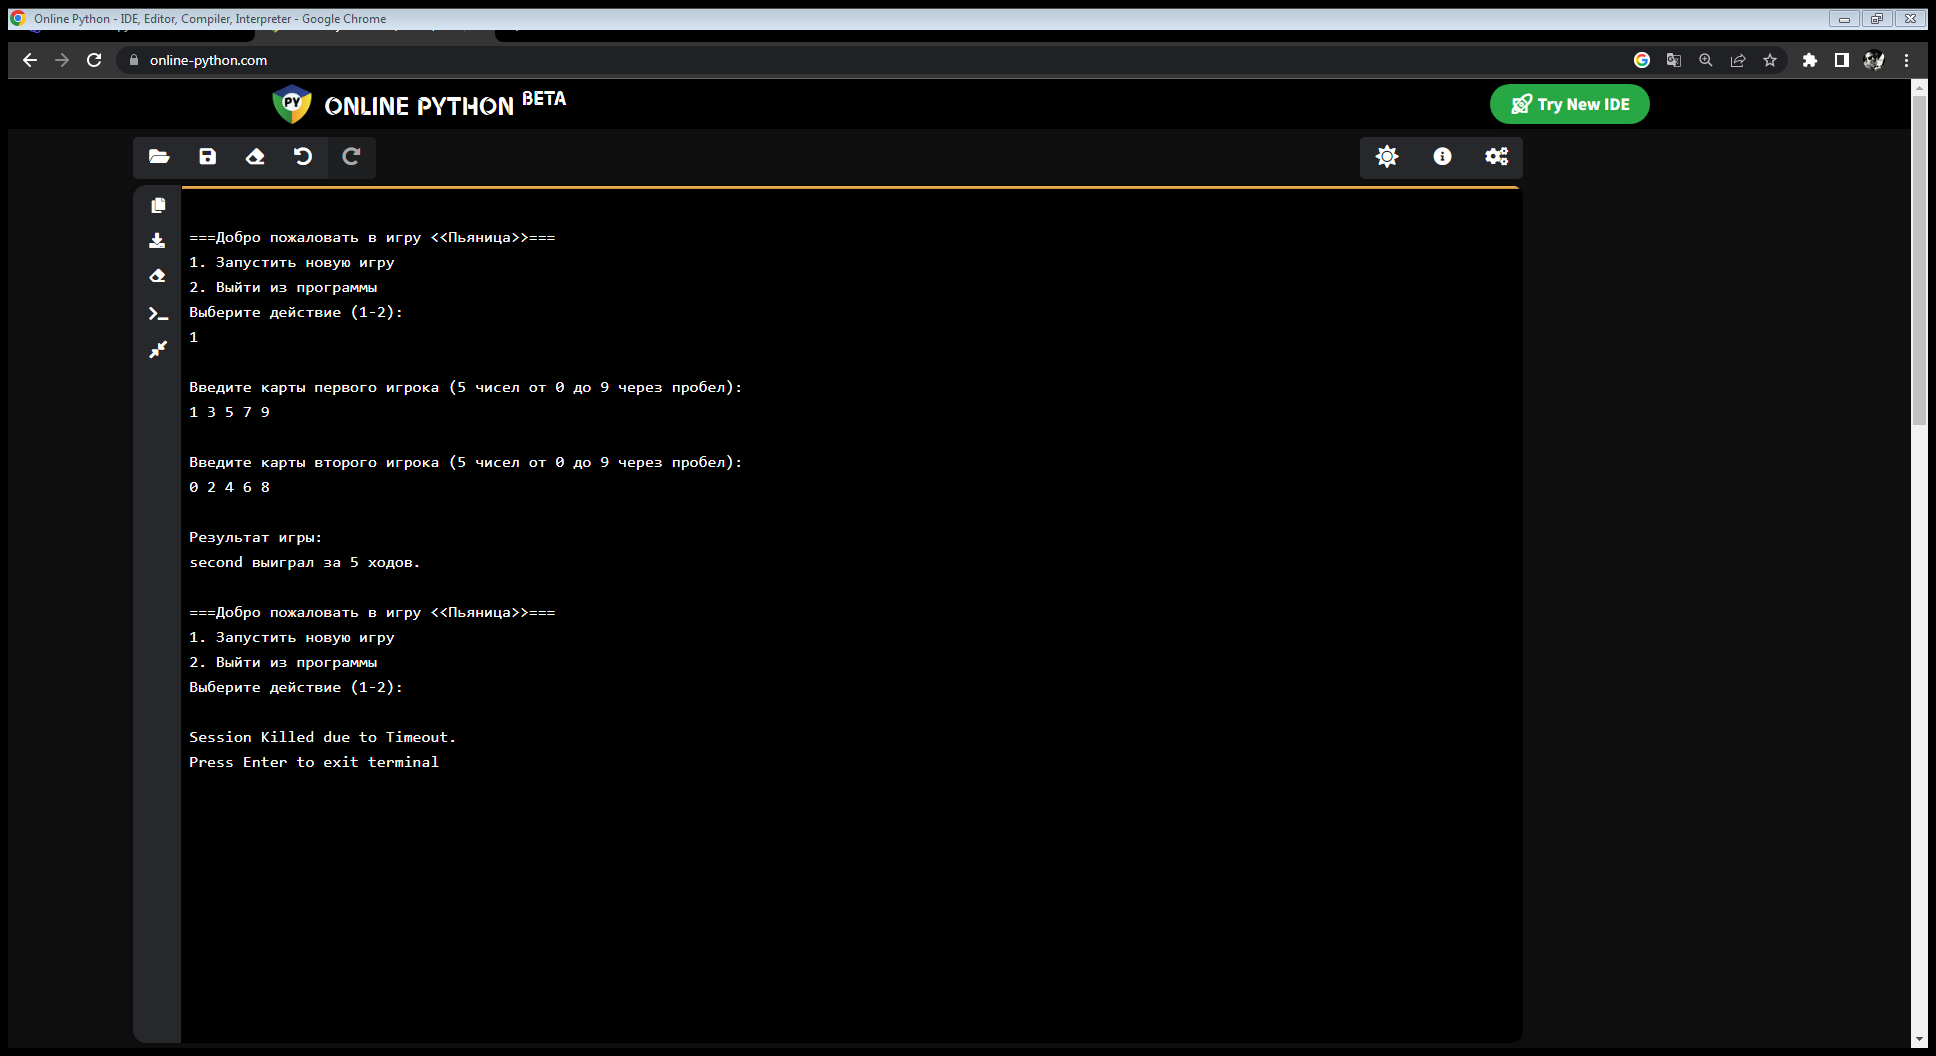 Online Python - IDE, Editor, Compiler, Interpreter - Google Chrome
online-python.com
PY
ONLINE PYTHON BETA
Try New IDE
===Добро пожаловать в игру <<Пьяница>>===
1. Запустить новую игру
2. Выйти из программы
Выберите действие (1-2):
1
Введите карты первого игрока (5 чисел от 0 до 9 через пробел):
1 3 5 7 9
Введите карты второго игрока (5 чисел от 0 до 9 через пробел):
0 2 4 6 8
Результат игры:
second выиграл за 5 ходов.
===Добро пожаловать в игру <<Пьяница>>===
1. Запустить новую игру
2. Выйти из программы
Выберите действие (1-2):
Session Killed due to Timeout.
Press Enter to exit terminal